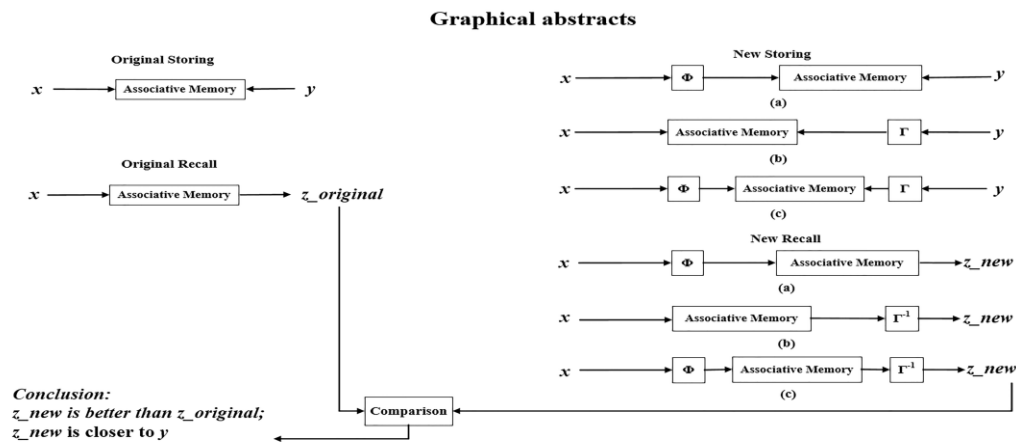 Graphical abstracts
Original Storing
x Associative Memory y
Original Recall
x Associative Memory z_original
New Storing
x Φ Associative Memory y
(a)
x Associative Memory Γ y
(b)
x Φ Associative Memory Γ y
(c)
New Recall
x Φ Associative Memory z_new
(a)
x Associative Memory Γ⁻¹ z_new
(b)
x Φ Associative Memory Γ⁻¹ z_new
(c)
Comparison
Conclusion:
z_new is better than z_original;
z_new is closer to y